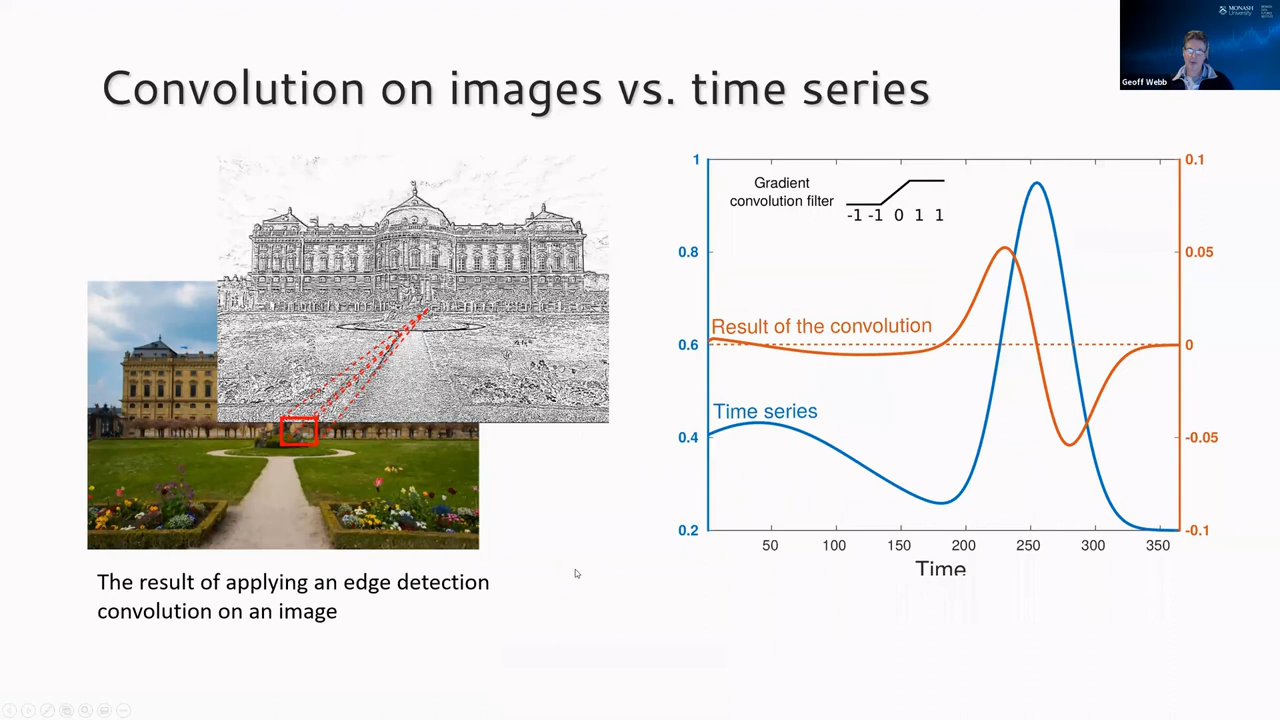 MONASH
University
Geoff Webb
Convolution on images vs. time series
The result of applying an edge detection
convolution on an image
1
0.8
0.6
0.4
0.2
Gradient
convolution filter
-1 -1 0 1 1
Result of the convolution
Time series
0.1
0.05
0
-0.05
-0.1
50 100 150 200 250 300 350
Time